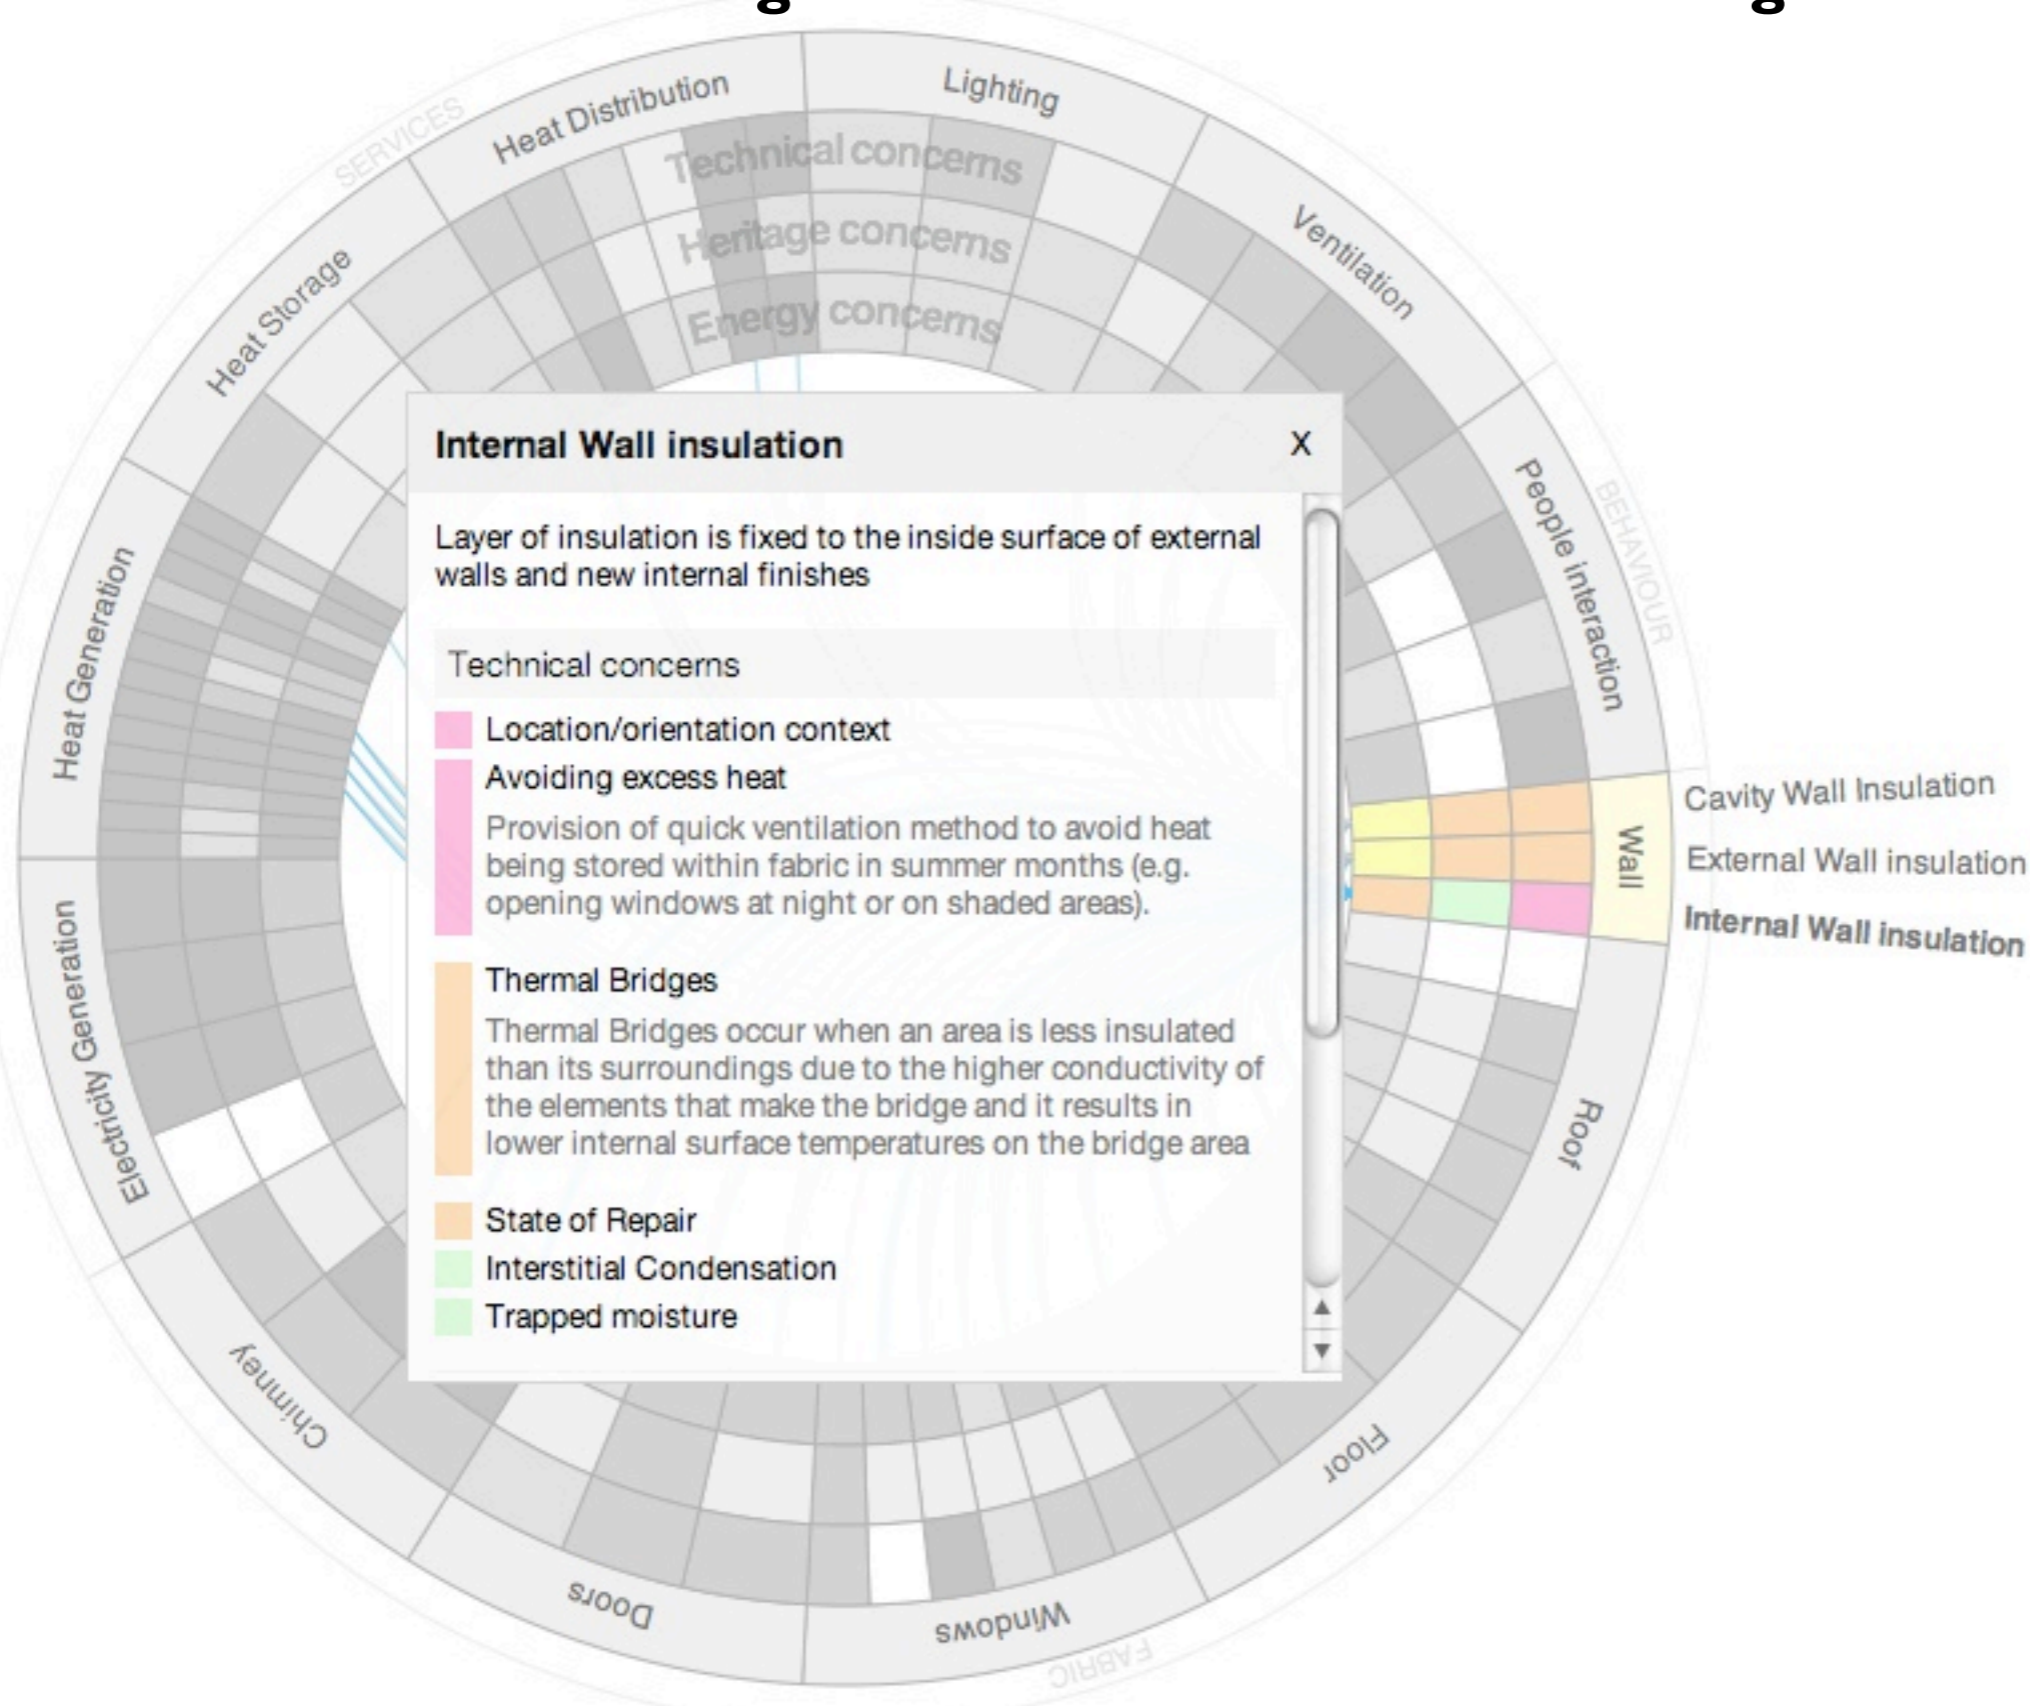 SERVICES
Heat Distribution
Lighting
Ventilation
Technical concerns
Heritage concerns
Energy concerns
Heat Storage
People interaction
BEHAVIOUR
Heat Generation
Internal Wall insulation
X
Layer of insulation is fixed to the inside surface of external
walls and new internal finishes
Technical concerns
Location/orientation context
Avoiding excess heat
Provision of quick ventilation method to avoid heat
being stored within fabric in summer months (e.g.
opening windows at night or on shaded areas).
Thermal Bridges
Thermal Bridges occur when an area is less insulated
than its surroundings due to the higher conductivity of
the elements that make the bridge and it results in
lower internal surface temperatures on the bridge area
State of Repair
Interstitial Condensation
Trapped moisture
Wall
Cavity Wall Insulation
External Wall insulation
Internal Wall insulation
Electricity Generation
Roof
Chimney
Floor
Doors
Windows
FABRIC